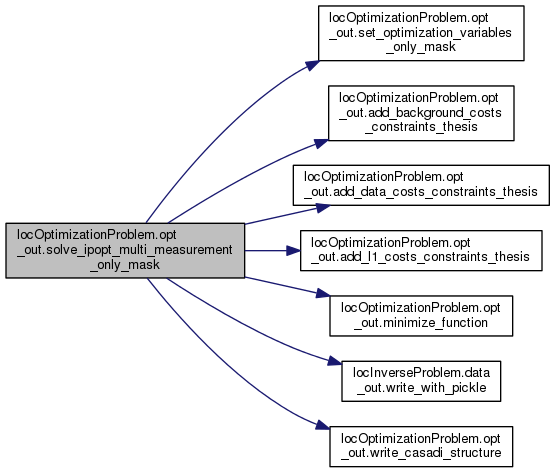 locOptimizationProblem.opt
_out.set_optimization_variables
_only_mask
locOptimizationProblem.opt
_out.add_background_costs
_constraints_thesis
locOptimizationProblem.opt
_out.add_data_costs_constraints_thesis
locOptimizationProblem.opt
_out.solve_ipopt_multi_measurement
_only_mask
locOptimizationProblem.opt
_out.add_l1_costs_constraints_thesis
locOptimizationProblem.opt
_out.minimize_function
locInverseProblem.data
_out.write_with_pickle
locOptimizationProblem.opt
_out.write_casadi_structure